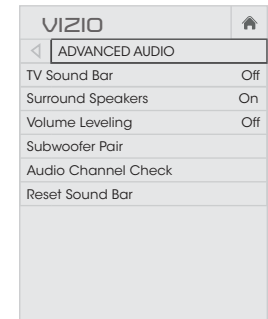 VIZIO
ADVANCED AUDIO
TV Sound Bar Off
Surround Speakers On
Volume Leveling Off
Subwoofer Pair
Audio Channel Check
Reset Sound Bar